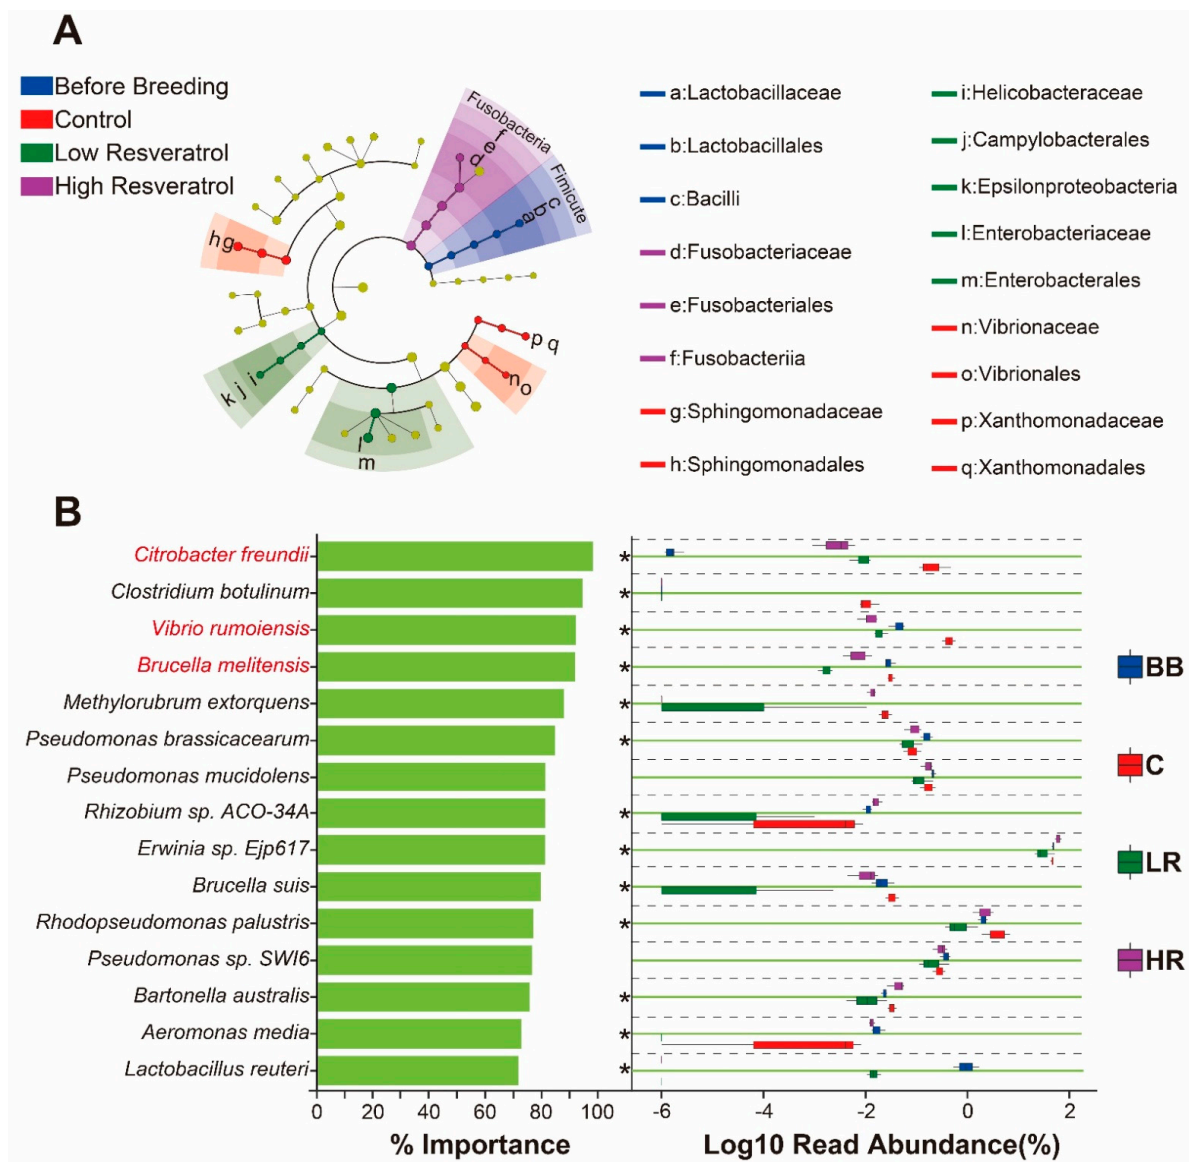 A
Before Breeding
Control
Low Resveratrol
High Resveratrol
Fusobacteria
f
e
d
Fimicute
c
b
a
h g
p q
n o
k j i
l
m
a:Lactobacillaceae
b:Lactobacillales
c:Bacilli
d:Fusobacteriaceae
e:Fusobacteriales
f:Fusobacteriia
g:Sphingomonadaceae
h:Sphingomonadales
i:Helicobacteraceae
j:Campylobacterales
k:Epsilonproteobacteria
l:Enterobacteriaceae
m:Enterobacterales
n:Vibrionaceae
o:Vibrionales
p:Xanthomonadaceae
q:Xanthomonadales
B
Citrobacter freundii *
Clostridium botulinum *
Vibrio rumoiensis *
Brucella melitensis *
Methylorubrum extorquens *
Pseudomonas brassicacearum *
Pseudomonas mucidolens
Rhizobium sp. ACO-34A *
Erwinia sp. Ejp617 *
Brucella suis *
Rhodopseudomonas palustris *
Pseudomonas sp. SWI6
Bartonella australis *
Aeromonas media *
Lactobacillus reuteri *
0 20 40 60 80 100
% Importance
-6 -4 -2 0 2
Log10 Read Abundance(%)
BB
C
LR
HR